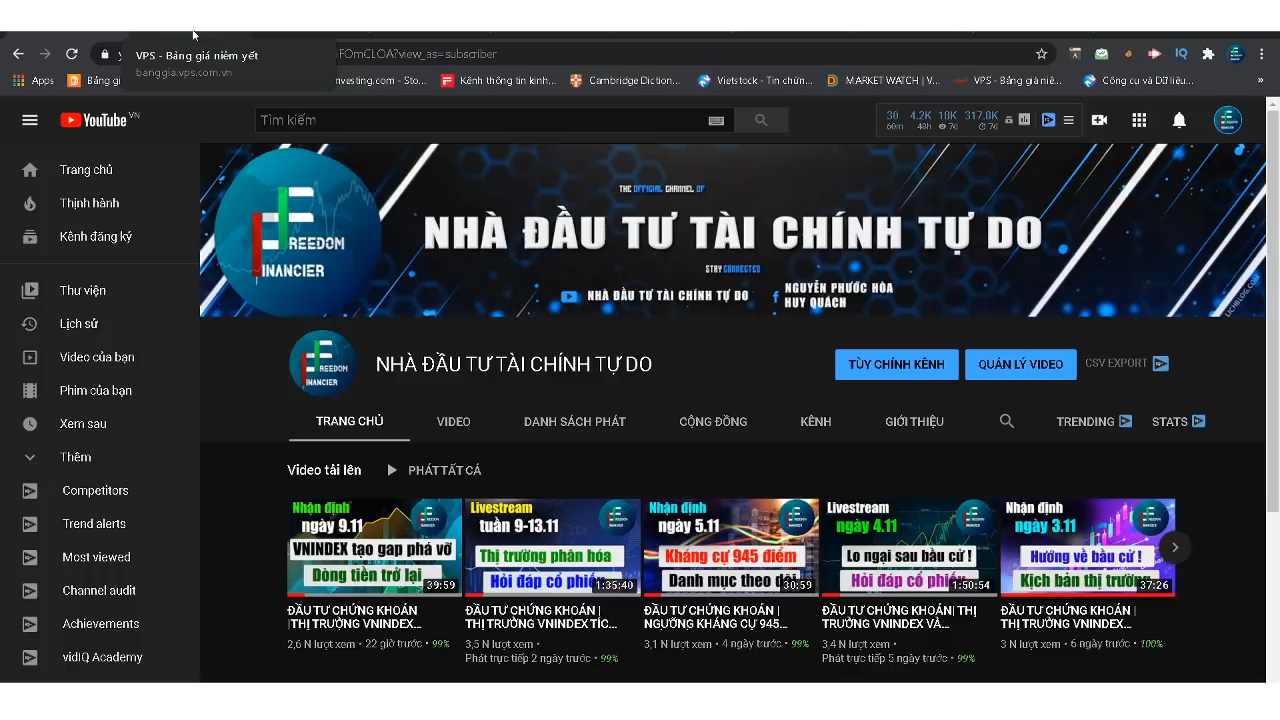 VPS - Bảng giá niêm yết
banggia.vps.com.vn
iFOmCLOA?view_as=subscriber
IQ
Apps
Bảng gi
nvesting.com - Sto...
Kênh thông tin kinh...
Cambridge Diction...
Vietstock - Tin chứn...
MARKET WATCH | V...
VPS - Bảng giá niê...
Công cụ và Dữ liệu...
»
YouTube VN
Tìm kiếm
30 4.2K 18K 317.8K
60m 48h 7d 7d
Trang chủ
Thịnh hành
Kênh đăng ký
Thư viện
Lịch sử
Video của bạn
Phim của bạn
Xem sau
Thêm
Competitors
Trend alerts
Most viewed
Channel audit
Achievements
vidIQ Academy
THE OFFICIAL CHANNEL OF
NHÀ ĐẦU TƯ TÀI CHÍNH TỰ DO
STAY CONNECTED
NHÀ ĐẦU TƯ TÀI CHÍNH TỰ DO
NGUYỄN PHƯỚC HÒA
HUY QUÁCH
REEDOM
INANCIER
LICHBLOG.COM
NHÀ ĐẦU TƯ TÀI CHÍNH TỰ DO
TÙY CHỈNH KÊNH
QUẢN LÝ VIDEO
CSV EXPORT
TRANG CHỦ
VIDEO
DANH SÁCH PHÁT
CỘNG ĐỒNG
KÊNH
GIỚI THIỆU
TRENDING
STATS
Video tải lên
PHÁT TẤT CẢ
Nhận định
ngày 9.11
VNINDEX tạo gap phá vỡ
Dòng tiền trở lại
39:59
ĐẦU TƯ CHỨNG KHOÁN
|THỊ TRƯỜNG VNINDEX...
2,6 N lượt xem • 22 giờ trước • 99%
Livestream
tuần 9-13.11
Thị trường phân hóa
Hỏi đáp cổ phiếu
1:35:40
ĐẦU TƯ CHỨNG KHOÁN |
THỊ TRƯỜNG VNINDEX TÍC...
3,5 N lượt xem •
Phát trực tiếp 2 ngày trước • 99%
Nhận định
ngày 5.11
Kháng cự 945 điểm
Danh mục theo dõi
30:59
ĐẦU TƯ CHỨNG KHOÁN |
NGƯỠNG KHÁNG CỰ 945...
3,1 N lượt xem • 4 ngày trước • 99%
Livestream
ngày 4.11
Lo ngại sau bầu cử !
Hỏi đáp cổ phiếu
1:50:54
ĐẦU TƯ CHỨNG KHOÁN| THỊ
TRƯỜNG VNINDEX VÀ...
3,4 N lượt xem •
Phát trực tiếp 5 ngày trước • 99%
Nhận định
ngày 3.11
Hướng về bầu cử !
Kịch bản thị trường
37:26
ĐẦU TƯ CHỨNG KHOÁN |
THỊ TRƯỜNG VNINDEX...
3 N lượt xem • 6 ngày trước • 100%